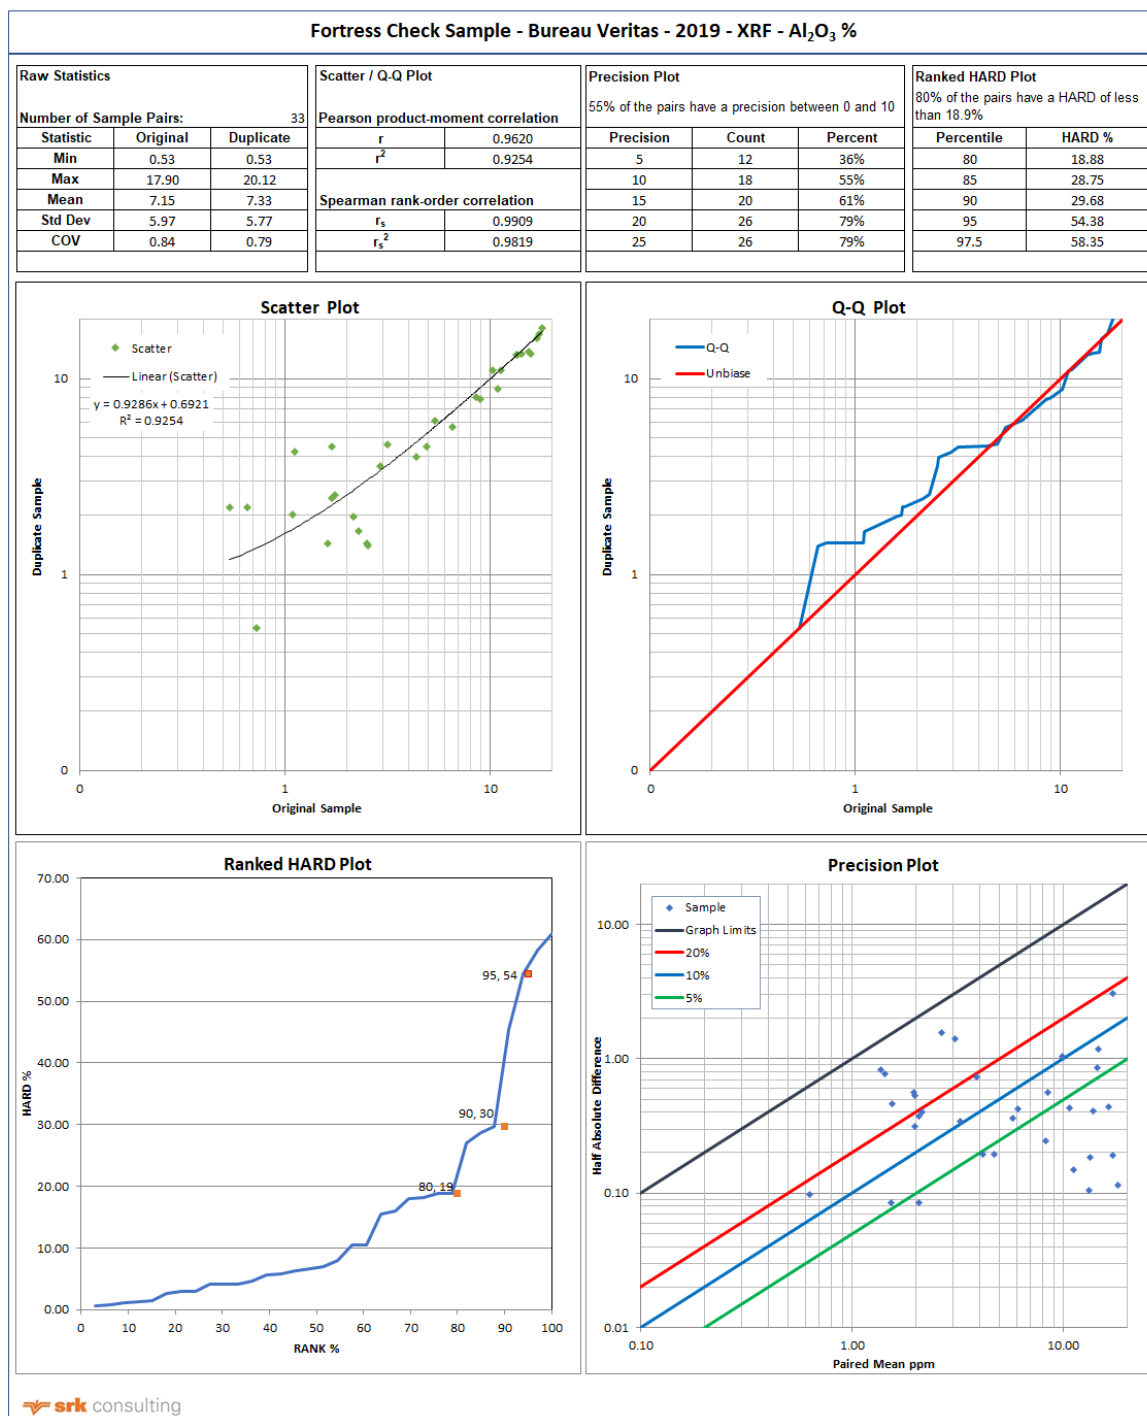 Fortress Check Sample - Bureau Veritas - 2019 - XRF - Al₂O₃ %
Raw Statistics
Number of Sample Pairs: 33
Statistic Original Duplicate
Min 0.53 0.53
Max 17.90 20.12
Mean 7.15 7.33
Std Dev 5.97 5.77
COV 0.84 0.79
Scatter / Q-Q Plot
Pearson product-moment correlation
r 0.9620
r² 0.9254
Spearman rank-order correlation
rₛ 0.9909
rₛ² 0.9819
Precision Plot
55% of the pairs have a precision between 0 and 10
Precision Count Percent
5 12 36%
10 18 55%
15 20 61%
20 26 79%
25 26 79%
Ranked HARD Plot
80% of the pairs have a HARD of less
than 18.9%
Percentile HARD %
80 18.88
85 28.75
90 29.68
95 54.38
97.5 58.35
Scatter Plot
Scatter
Linear (Scatter)
y = 0.9286x + 0.6921
R² = 0.9254
Duplicate Sample
10
1
0
0 1 10
Original Sample
Q-Q Plot
Q-Q
Unbiase
Duplicate Sample
10
1
0
0 1 10
Original Sample
Ranked HARD Plot
HARD %
70.00
60.00
50.00
40.00
30.00
20.00
10.00
0.00
95, 54
90, 30
80, 19
0 10 20 30 40 50 60 70 80 90 100
RANK %
Precision Plot
Sample
Graph Limits
20%
10%
5%
Half Absolute Difference
10.00
1.00
0.10
0.01
0.10 1.00 10.00
Paired Mean ppm
srk consulting